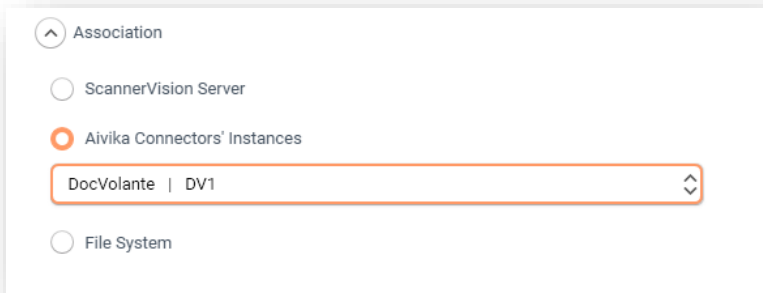 Association
ScannerVision Server
Aivika Connectors' Instances
DocVolante | DV1
File System